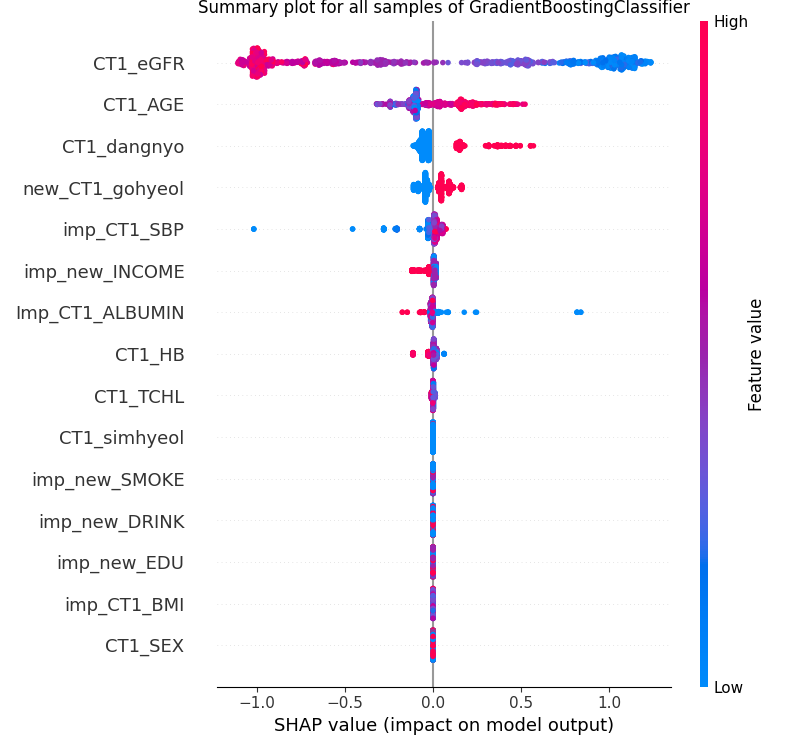 Summary plot for all samples of GradientBoostingClassifier
High
CT1_eGFR
CT1_AGE
CT1_dangnyo
new_CT1_gohyeol
imp_CT1_SBP
imp_new_INCOME
Imp_CT1_ALBUMIN
CT1_HB
CT1_TCHL
CT1_simhyeol
imp_new_SMOKE
imp_new_DRINK
imp_new_EDU
imp_CT1_BMI
CT1_SEX
Feature value
Low
−1.0 −0.5 0.0 0.5 1.0
SHAP value (impact on model output)